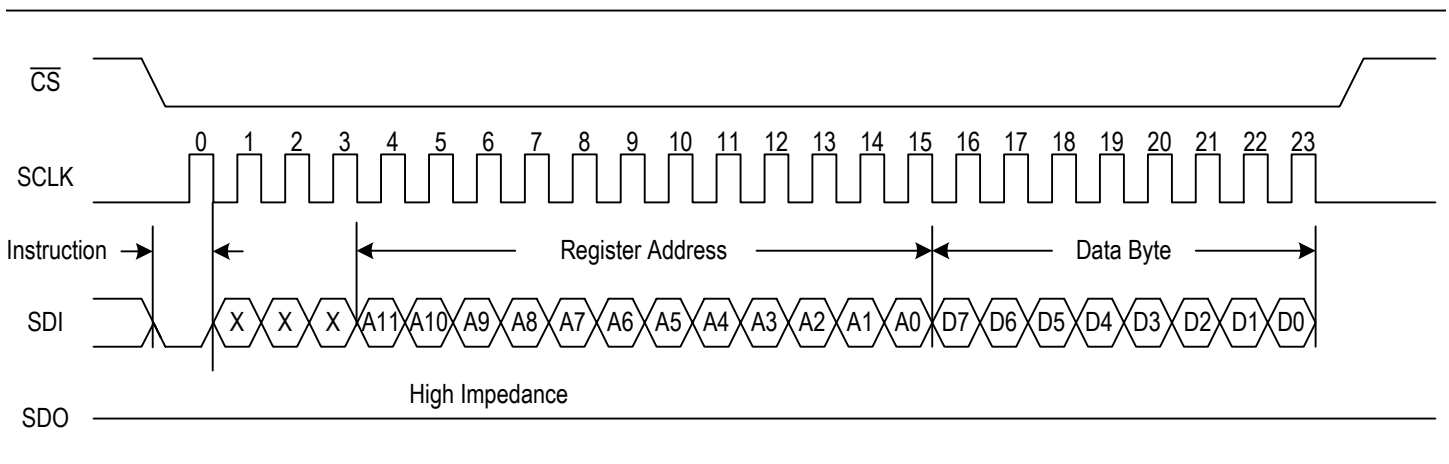 CS
0 1 2 3 4 5 6 7 8 9 10 11 12 13 14 15 16 17 18 19 20 21 22 23
SCLK
Instruction Register Address Data Byte
SDI X X X A11 A10 A9 A8 A7 A6 A5 A4 A3 A2 A1 A0 D7 D6 D5 D4 D3 D2 D1 D0
High Impedance
SDO